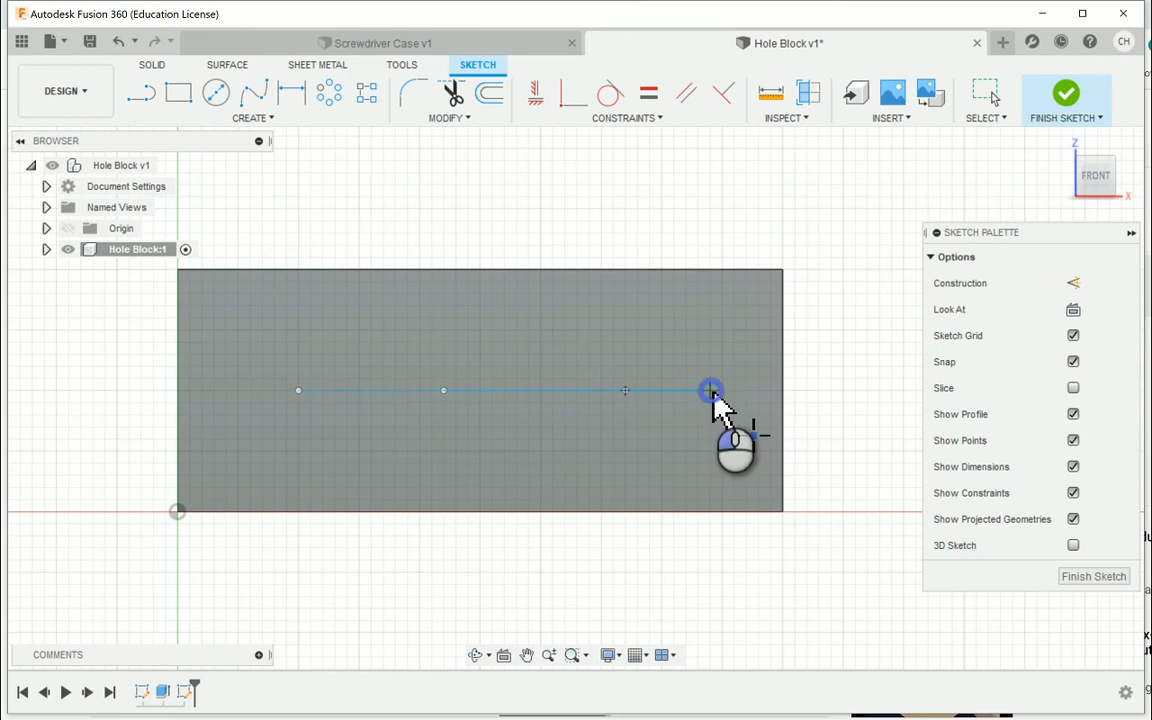 Autodesk Fusion 360 (Education License)
Screwdriver Case v1
Hole Block v1*
CH
DESIGN
SOLID
SURFACE
SHEET METAL
TOOLS
SKETCH
CREATE
MODIFY
CONSTRAINTS
INSPECT
INSERT
SELECT
FINISH SKETCH
BROWSER
Hole Block v1
Document Settings
Named Views
Origin
Hole Block:1
Z
FRONT
X
SKETCH PALETTE
Options
Construction
Look At
Sketch Grid
Snap
Slice
Show Profile
Show Points
Show Dimensions
Show Constraints
Show Projected Geometries
3D Sketch
Finish Sketch
COMMENTS